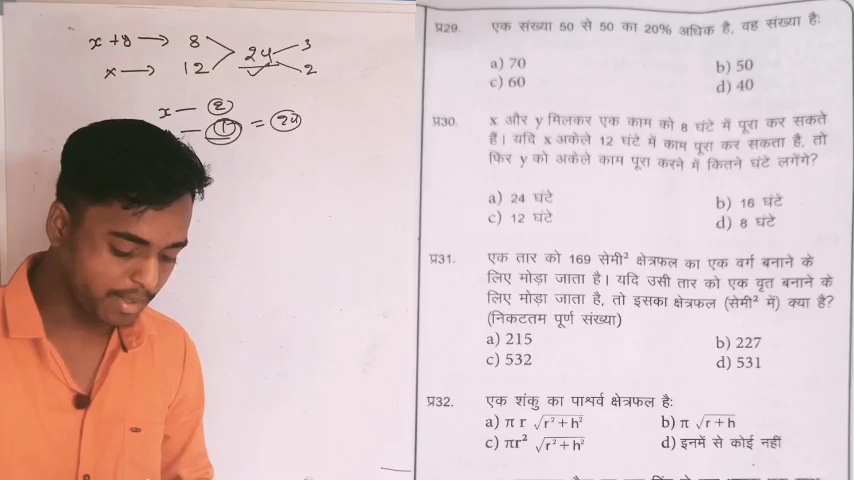 x + y → 8
x → 12
24
3
2
x — 2
— 1 = 24
प्र29. एक संख्या 50 से 50 का 20% अधिक है, वह संख्या हैः
a) 70 b) 50
c) 60 d) 40
प्र30. x और y मिलकर एक काम को 8 घंटे में पूरा कर सकते
हैं। यदि x अकेले 12 घंटे में काम पूरा कर सकता है, तो
फिर y को अकेले काम पूरा करने में कितने घंटे लगेंगे?
a) 24 घंटे b) 16 घंटे
c) 12 घंटे d) 8 घंटे
प्र31. एक तार को 169 सेमी² क्षेत्रफल का एक वर्ग बनाने के
लिए मोड़ा जाता है। यदि उसी तार को एक वृत बनाने के
लिए मोड़ा जाता है, तो इसका क्षेत्रफल (सेमी² में) क्या है?
(निकटतम पूर्ण संख्या)
a) 215 b) 227
c) 532 d) 531
प्र32. एक शंकु का पार्श्व क्षेत्रफल हैः
a) π r √r² + h² b) π √r + h
c) πr² √r² + h² d) इनमें से कोई नहीं